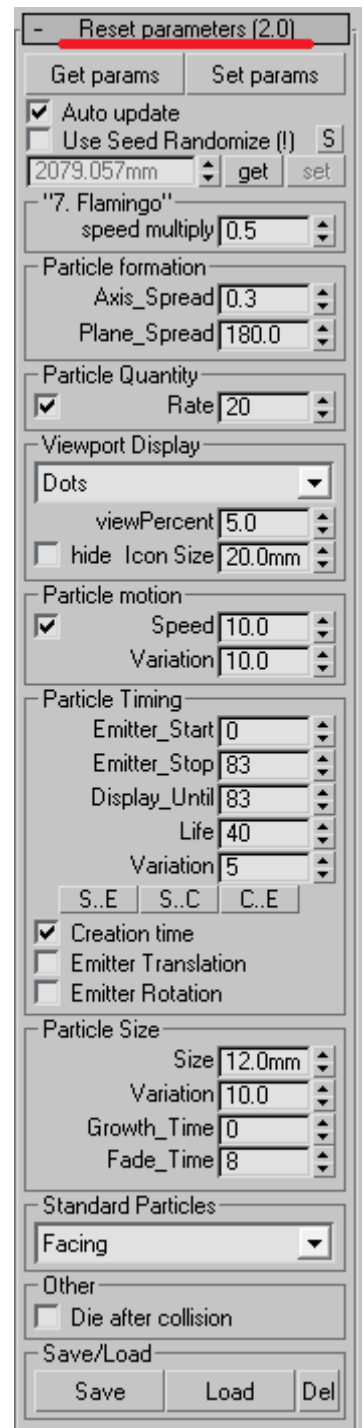 - Reset parameters (2.0)
Get params Set params
Auto update
Use Seed Randomize (!) S
2079.057mm get set
"7. Flamingo"
speed multiply 0.5
Particle formation
Axis_Spread 0.3
Plane_Spread 180.0
Particle Quantity
Rate 20
Viewport Display
Dots
viewPercent 5.0
hide Icon Size 20.0mm
Particle motion
Speed 10.0
Variation 10.0
Particle Timing
Emitter_Start 0
Emitter_Stop 83
Display_Until 83
Life 40
Variation 5
S..E S..C C..E
Creation time
Emitter Translation
Emitter Rotation
Particle Size
Size 12.0mm
Variation 10.0
Growth_Time 0
Fade_Time 8
Standard Particles
Facing
Other
Die after collision
Save/Load
Save Load Del